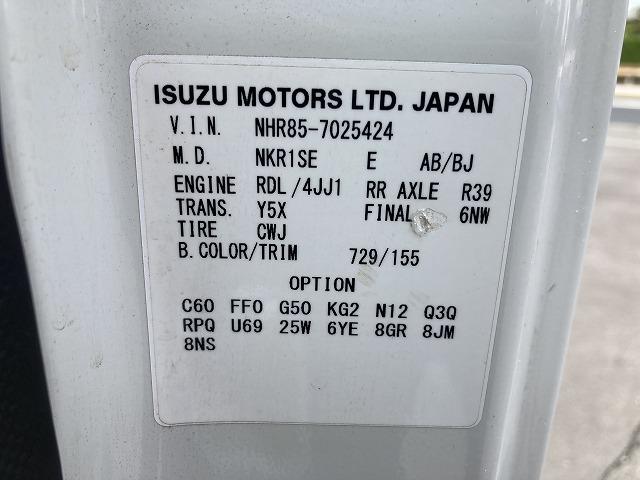 ISUZU MOTORS LTD. JAPAN
V.I.N. NHR85-7025424
M.D. NKR1SE E AB/BJ
ENGINE RDL/4JJ1 RR AXLE R39
TRANS. Y5X FINAL 6NW
TIRE CWJ
B.COLOR/TRIM 729/155
OPTION
C60 FF0 G50 KG2 N12 Q3Q
RPQ U69 25W 6YE 8GR 8JM
8NS